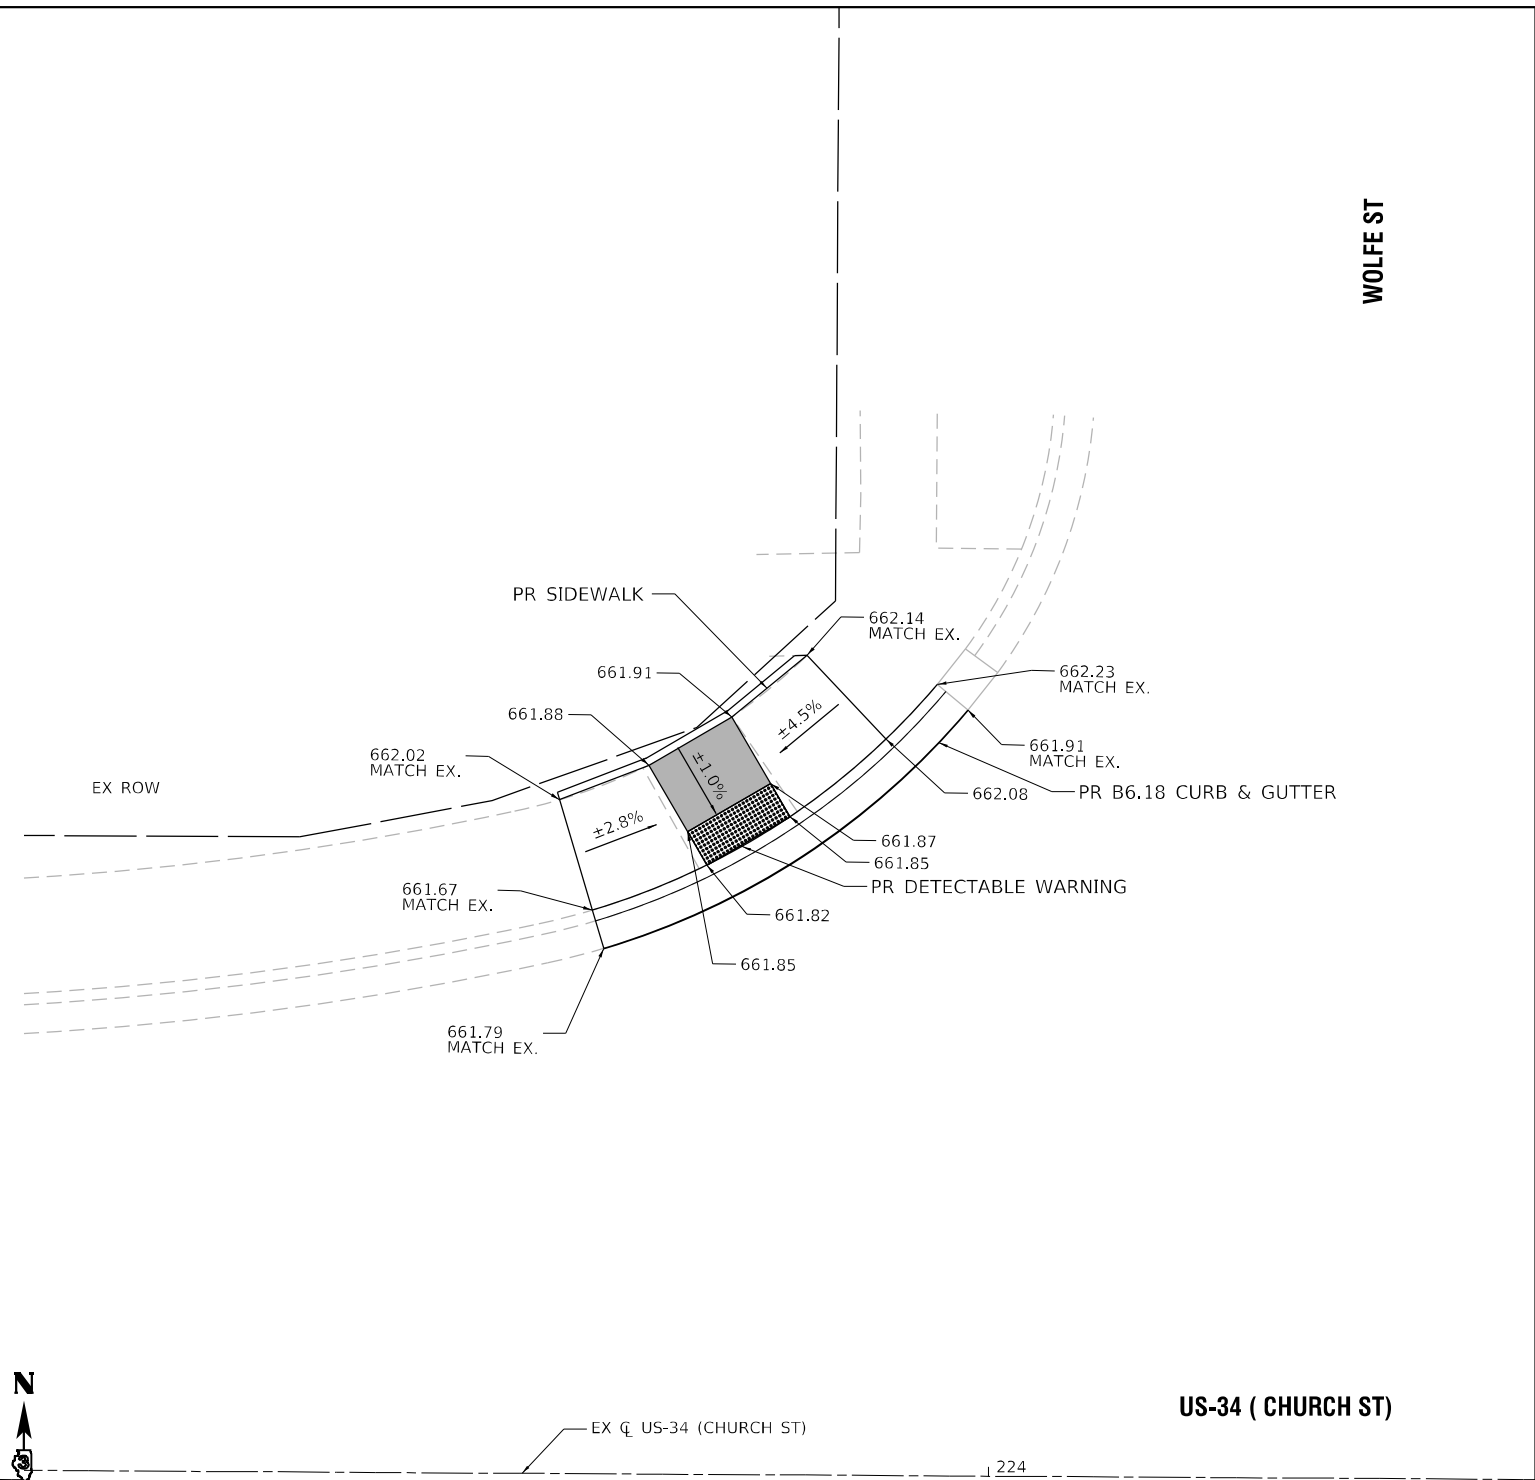 WOLFE ST
PR SIDEWALK
662.14
MATCH EX.
661.91
662.23
MATCH EX.
661.88
±4.5%
662.02
MATCH EX.
±1.0%
661.91
MATCH EX.
EX ROW
662.08
PR B6.18 CURB & GUTTER
±2.8%
661.87
661.85
661.67
MATCH EX.
PR DETECTABLE WARNING
661.82
661.85
661.79
MATCH EX.
N
3
US-34 ( CHURCH ST)
EX ℄ US-34 (CHURCH ST)
224